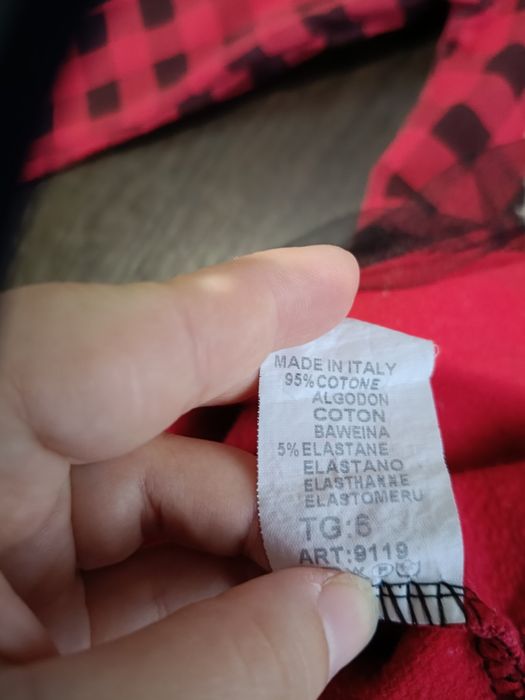 MADE IN ITALY
95% COTONE
ALGODON
COTON
BAWEINA
5% ELASTANE
ELASTANO
ELASTHANNE
ELASTOMERU
TG:6
ART:9119